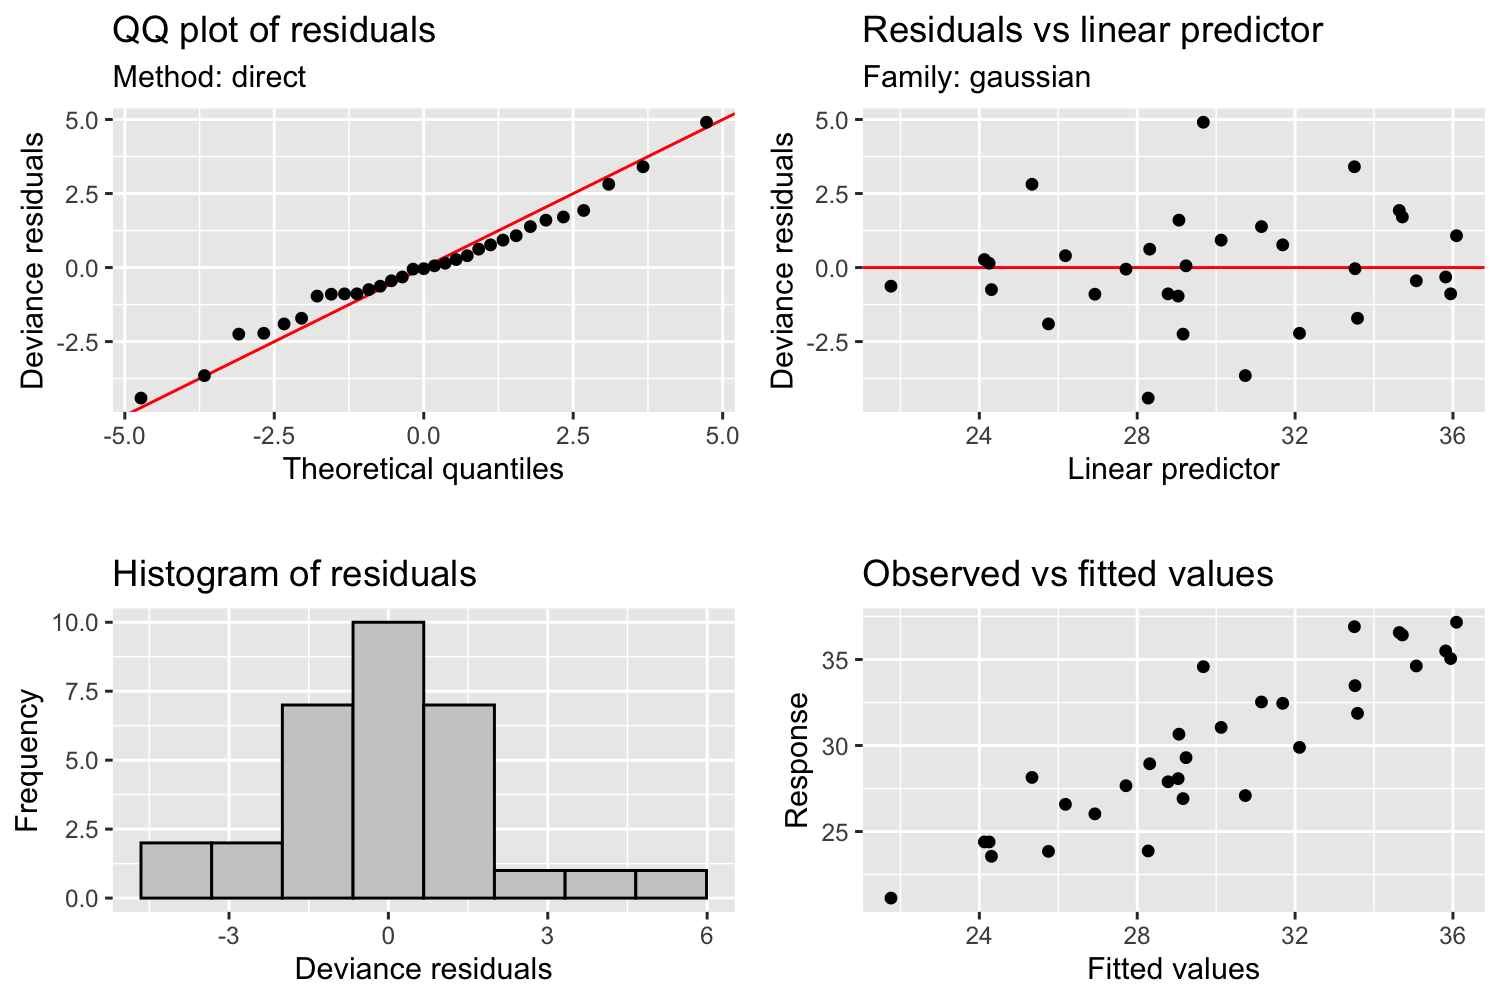 QQ plot of residuals
Method: direct
5.0
2.5
0.0
-2.5
-5.0
-2.5
0.0
2.5
5.0
Deviance residuals
Theoretical quantiles
Residuals vs linear predictor
Family: gaussian
5.0
2.5
0.0
-2.5
24
28
32
36
Deviance residuals
Linear predictor
Histogram of residuals
10.0
7.5
5.0
2.5
0.0
-3
0
3
6
Frequency
Deviance residuals
Observed vs fitted values
35
30
25
24
28
32
36
Response
Fitted values